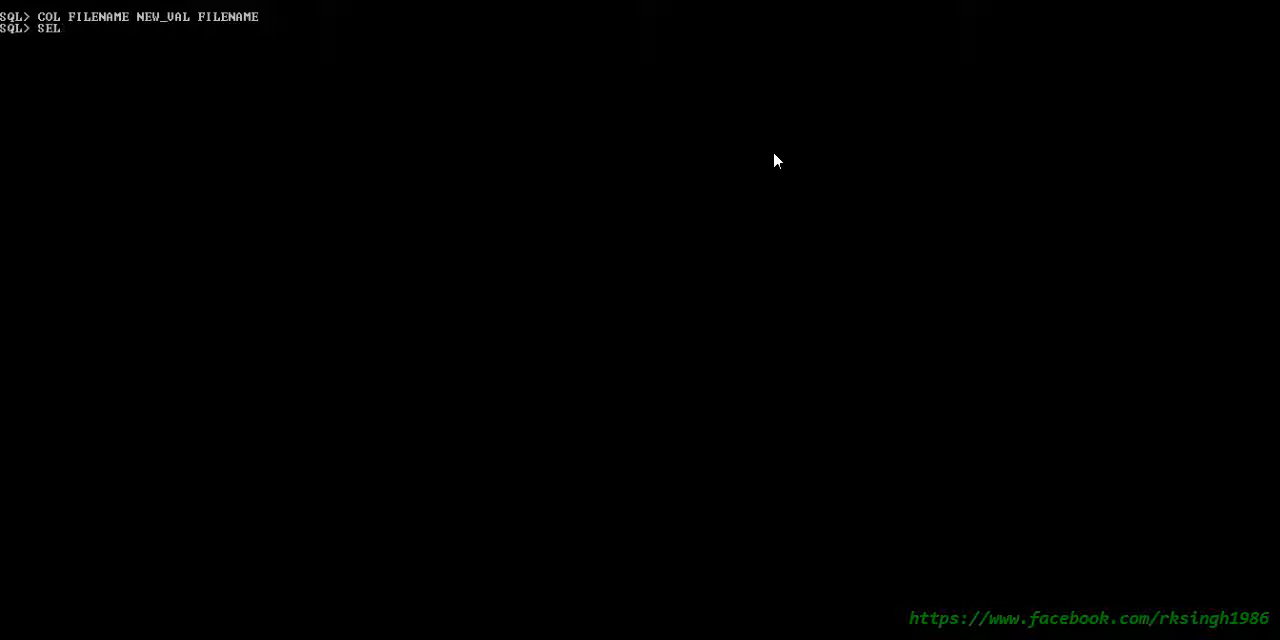 SQL> COL FILENAME NEW_VAL FILENAME
SQL> SEL
https://www.facebook.com/rksingh1986